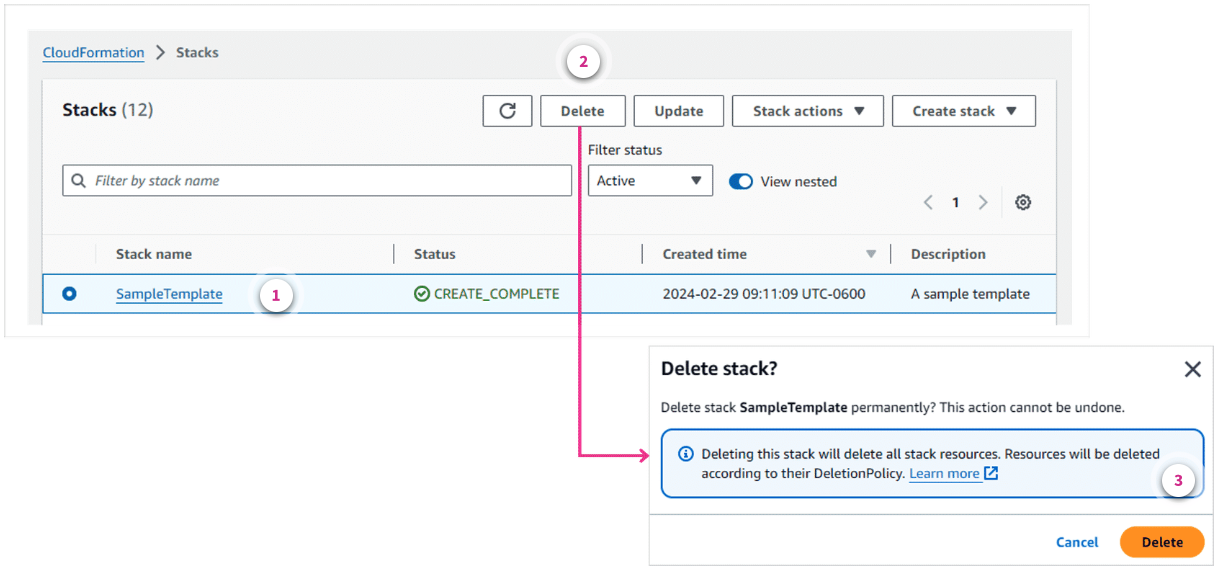 CloudFormation > Stacks
2
Stacks (12)
Delete
Update
Stack actions
Create stack
Filter status
Filter by stack name
Active
View nested
1
Stack name
Status
Created time
Description
SampleTemplate
1
CREATE_COMPLETE
2024-02-29 09:11:09 UTC-0600
A sample template
Delete stack?
Delete stack SampleTemplate permanently? This action cannot be undone.
Deleting this stack will delete all stack resources. Resources will be deleted
according to their DeletionPolicy. Learn more
3
Cancel
Delete